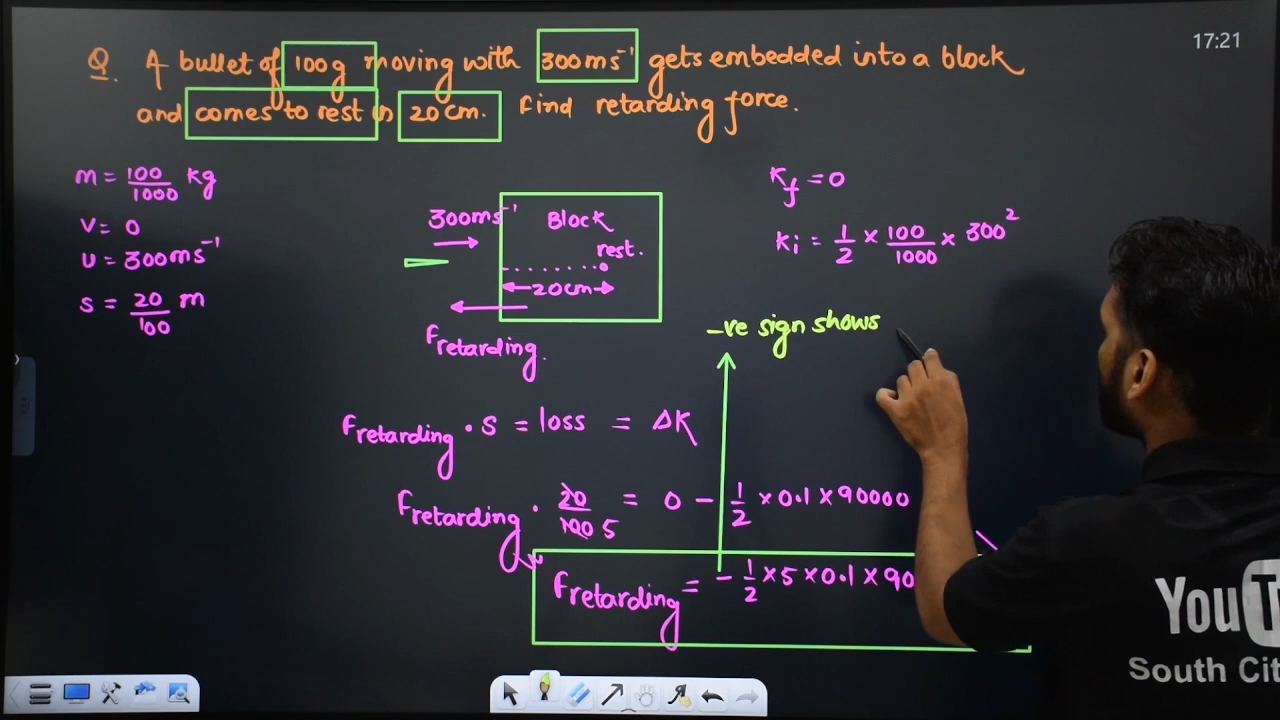 17:21
Q. A bullet of 100g moving with 300ms⁻¹ gets embedded into a block
and comes to rest in 20cm. Find retarding force.
m = 100/1000 kg
v = 0
u = 300ms⁻¹
s = 20/100 m
300ms⁻¹
Block
rest.
20cm
Fretarding.
Kf = 0
Ki = 1/2 × 100/1000 × 300²
-ve sign shows
Fretarding · s = loss = ΔK
Fretarding · 20/100 5 = 0 - 1/2 × 0.1 × 90000
Fretarding = - 1/2 × 5 × 0.1 × 90
YouT
South Cit